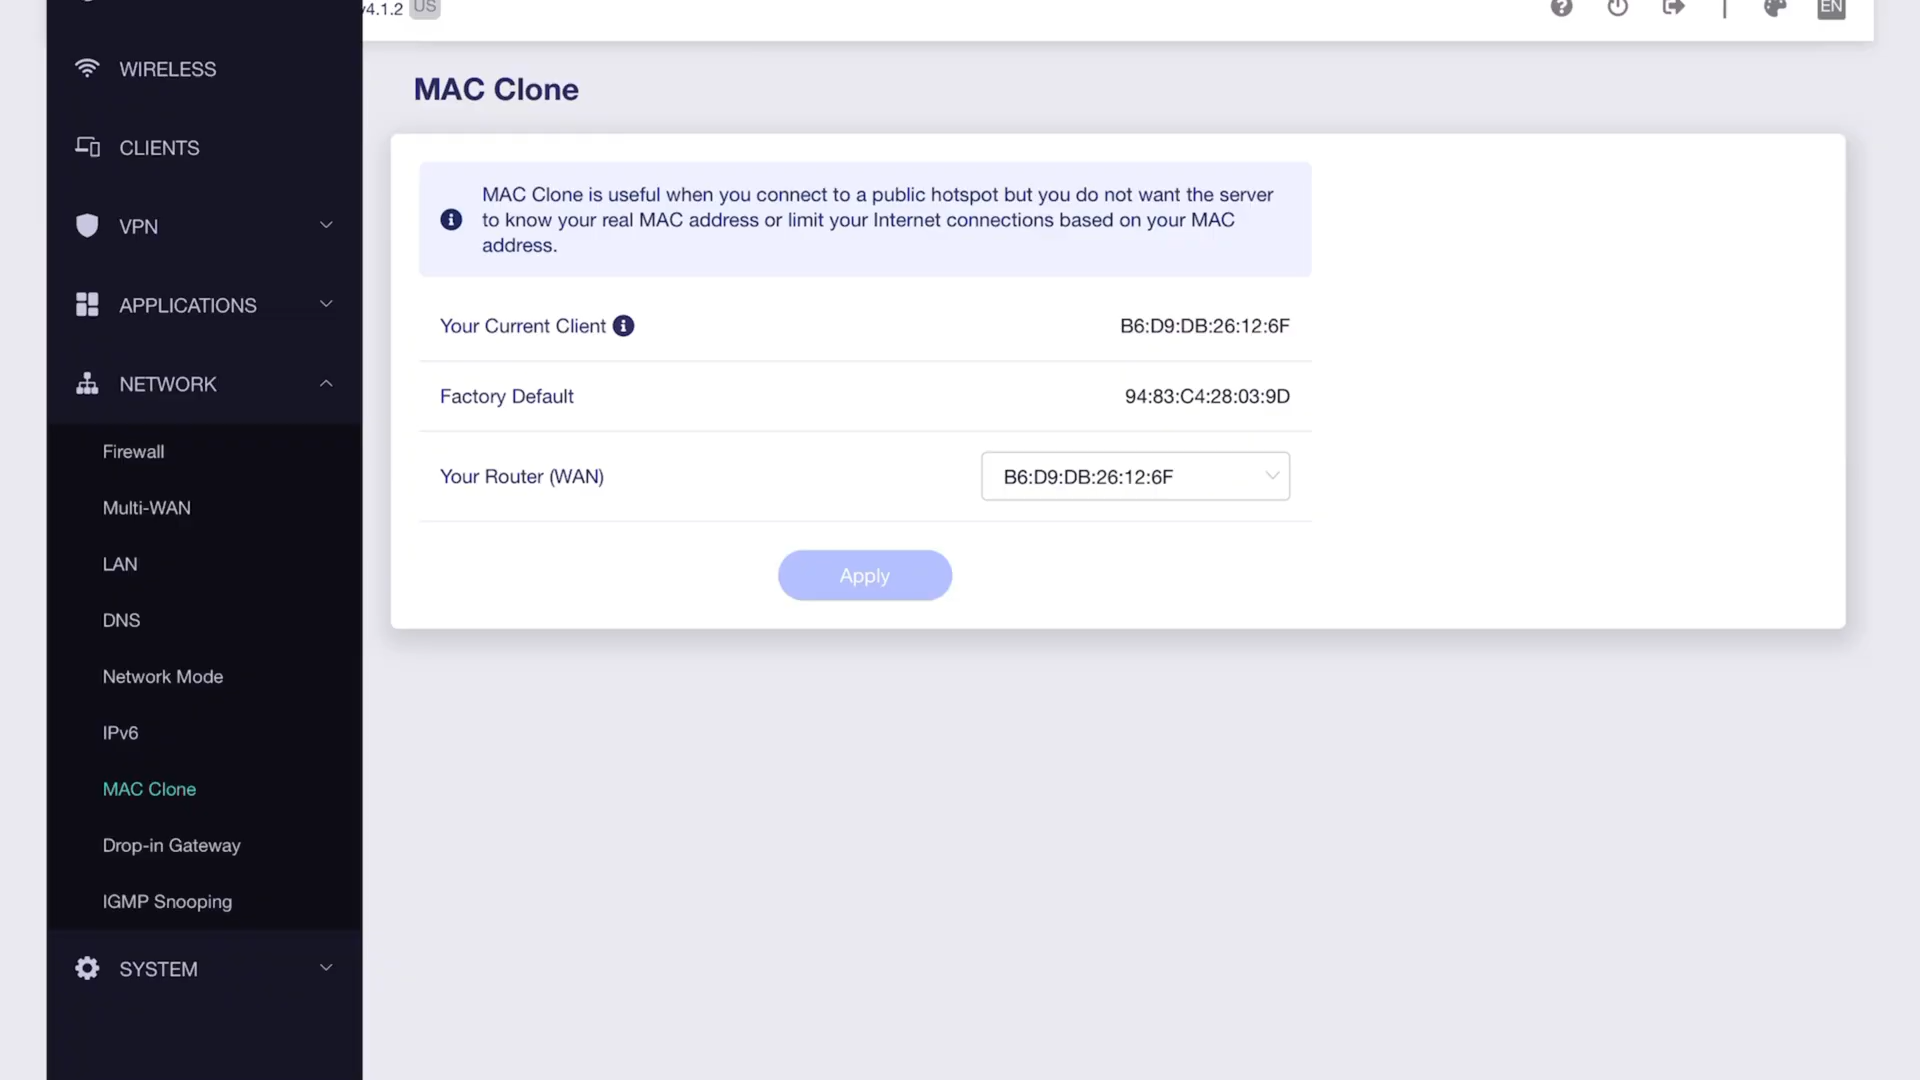 v4.1.2 US
EN
WIRELESS
CLIENTS
VPN
APPLICATIONS
NETWORK
Firewall
Multi-WAN
LAN
DNS
Network Mode
IPv6
MAC Clone
Drop-in Gateway
IGMP Snooping
SYSTEM
MAC Clone
MAC Clone is useful when you connect to a public hotspot but you do not want the server
to know your real MAC address or limit your Internet connections based on your MAC
address.
Your Current Client B6:D9:DB:26:12:6F
Factory Default 94:83:C4:28:03:9D
Your Router (WAN) B6:D9:DB:26:12:6F
Apply